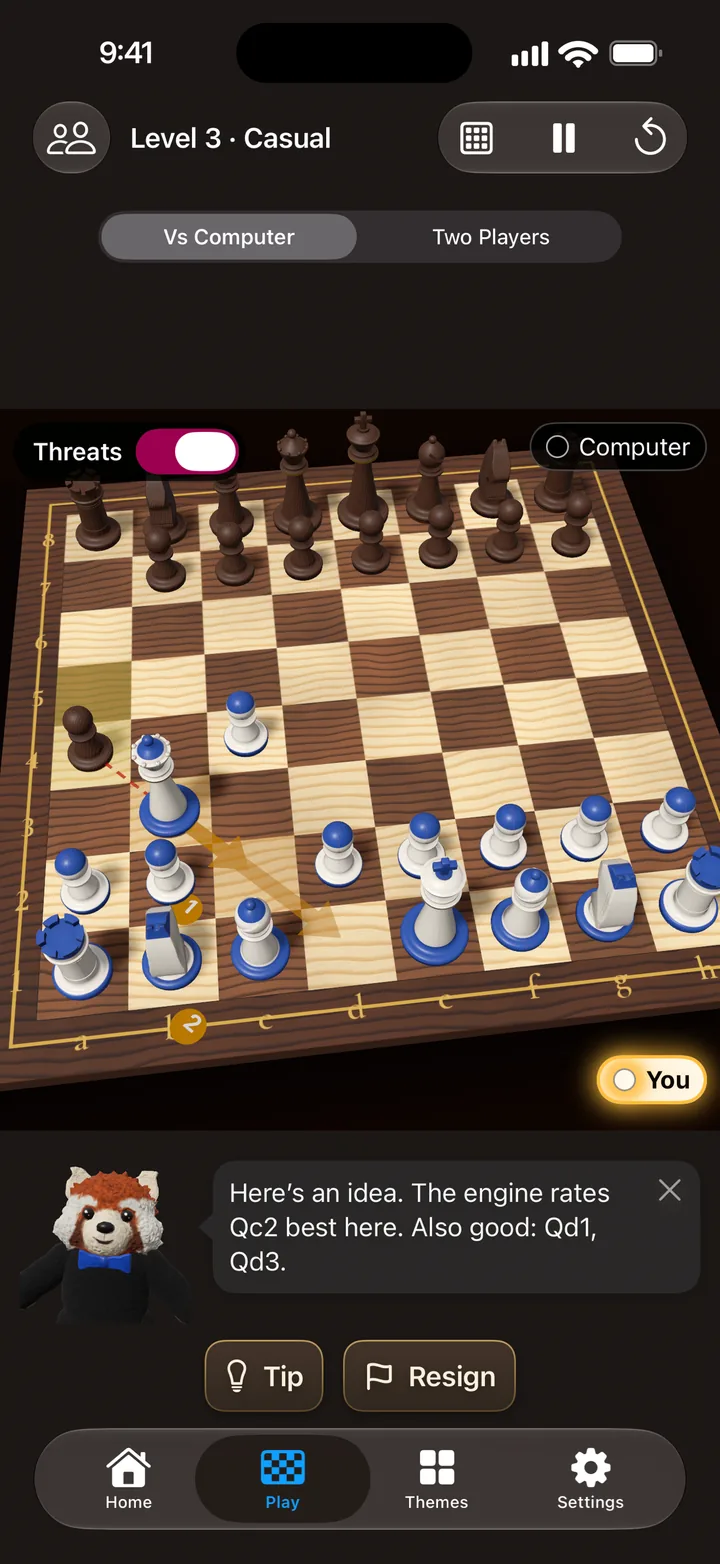 9:41
Level 3 · Casual
Vs Computer
Two Players
Threats
Computer
8
7
6
5
4
3
2
1
a
b
c
d
e
f
g
h
1
2
You
Here’s an idea. The engine rates
Qc2 best here. Also good: Qd1,
Qd3.
Tip
Resign
Home
Play
Themes
Settings